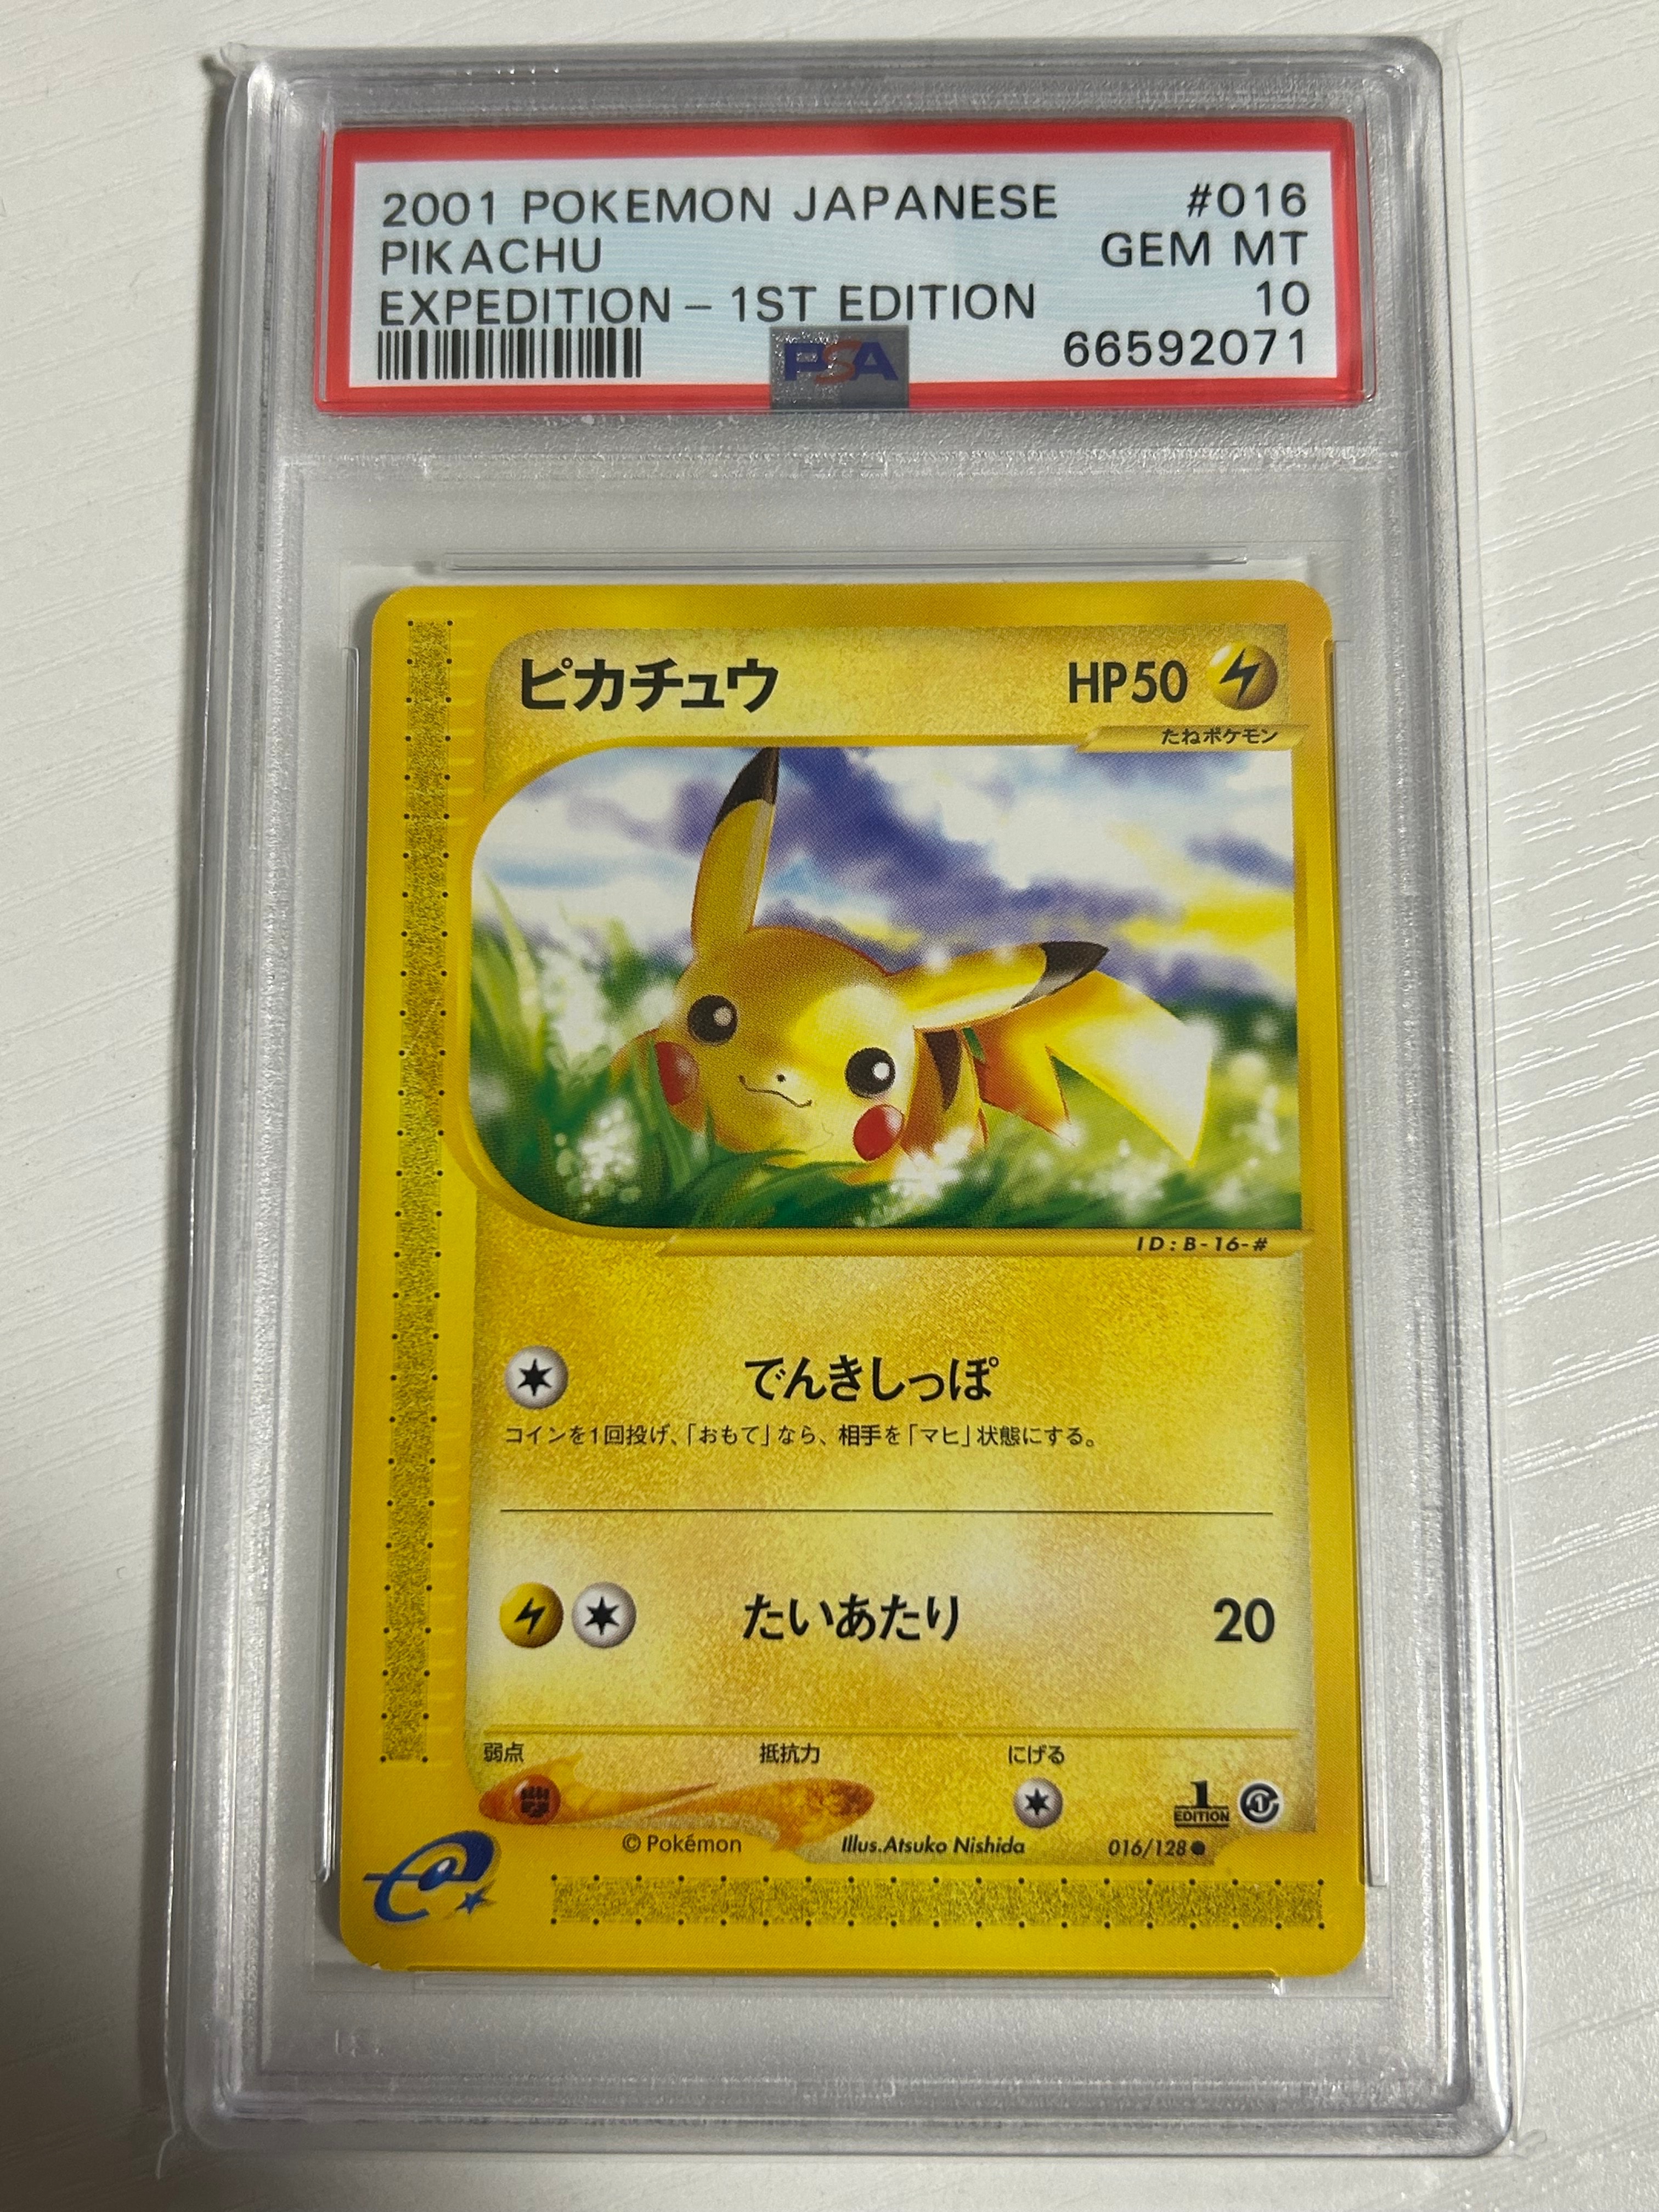 2001 POKEMON JAPANESE #016
PIKACHU GEM MT
EXPEDITION – 1ST EDITION 10
PSA 66592071
ピカチュウ HP50
たねポケモン
ID:B-16-#
でんきしっぽ
コインを1回投げ、「おもて」なら、相手を「マヒ」状態にする。
たいあたり 20
弱点 抵抗力 にげる
1 EDITION
© Pokémon Illus.Atsuko Nishida 016/128●
e